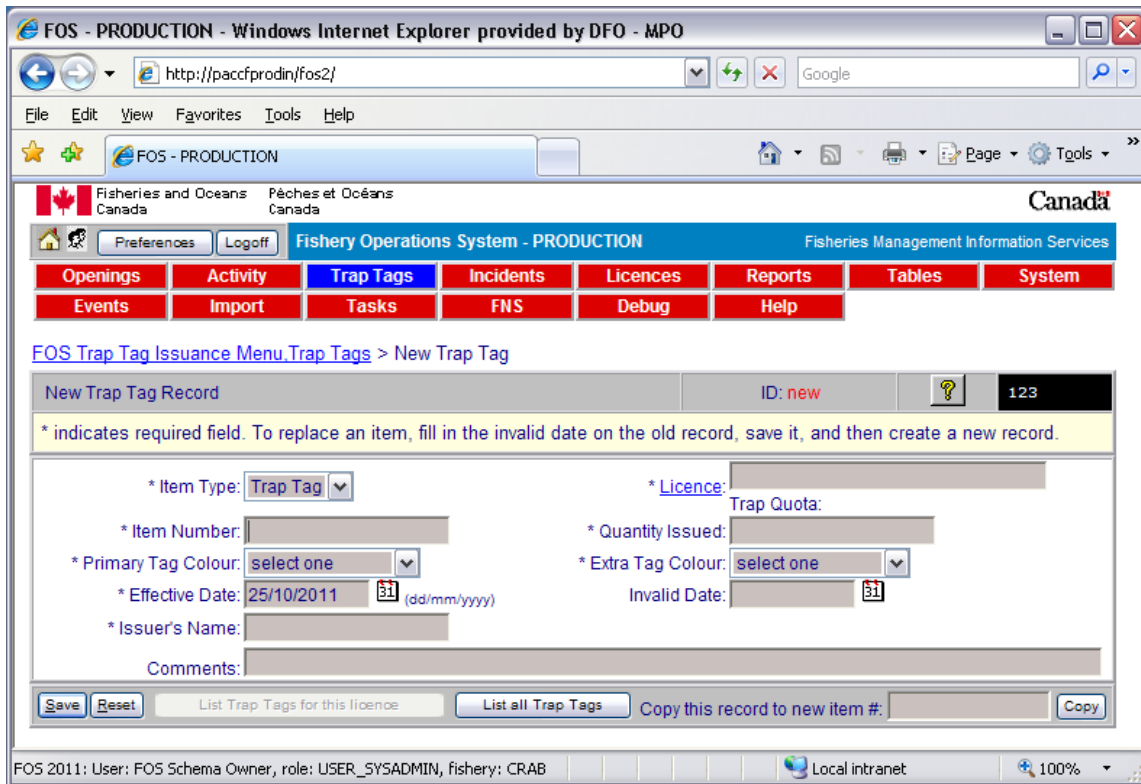 FOS - PRODUCTION - Windows Internet Explorer provided by DFO - MPO
http://paccfprodin/fos2/
Google
File Edit View Favorites Tools Help
FOS - PRODUCTION
Page Tools »
Fisheries and Oceans Pêches et Océans
Canada Canada
Canada
Preferences Logoff Fishery Operations System - PRODUCTION Fisheries Management Information Services
Openings Activity Trap Tags Incidents Licences Reports Tables System
Events Import Tasks FNS Debug Help
FOS Trap Tag Issuance Menu,Trap Tags > New Trap Tag
New Trap Tag Record ID: new ? 123
* indicates required field. To replace an item, fill in the invalid date on the old record, save it, and then create a new record.
* Item Type: Trap Tag * Licence:
Trap Quota:
* Item Number: * Quantity Issued:
* Primary Tag Colour: select one * Extra Tag Colour: select one
* Effective Date: 25/10/2011 31 (dd/mm/yyyy) Invalid Date: 31
* Issuer's Name:
Comments:
Save Reset List Trap Tags for this licence List all Trap Tags Copy this record to new item #: Copy
FOS 2011: User: FOS Schema Owner, role: USER_SYSADMIN, fishery: CRAB Local intranet 100%